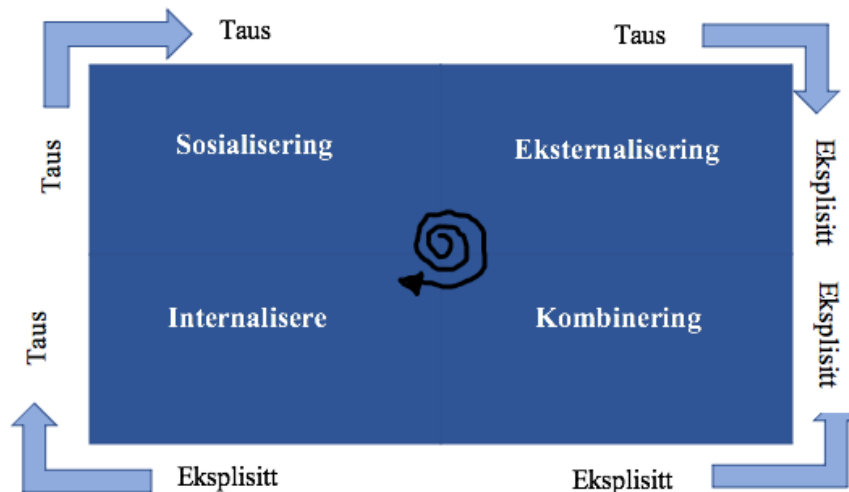 Taus
Taus
Taus
Sosialisering
Eksternalisering
Eksplisitt
Taus
Internalisere
Kombinering
Eksplisitt
Eksplisitt
Eksplisitt